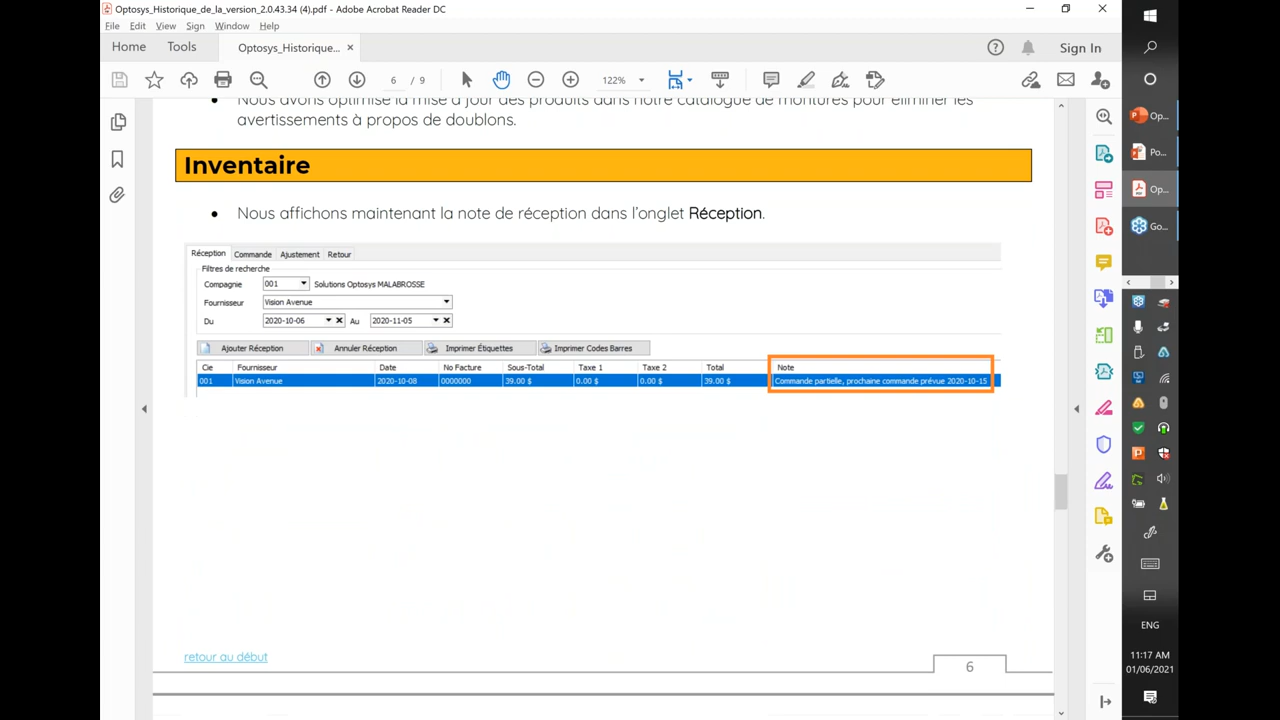 Optosys_Historique_de_la_version_2.0.43.34 (4).pdf - Adobe Acrobat Reader DC
File Edit View Sign Window Help
Home Tools Optosys_Historique... × Sign In
6 / 9 122%
Nous avons optimisé la mise à jour des produits dans notre catalogue de montures pour éliminer les
avertissements à propos de doublons.
Inventaire
Nous affichons maintenant la note de réception dans l'onglet Réception.
Réception Commande Ajustement Retour
Filtres de recherche
Compagnie 001 Solutions Optosys MALABROSSE
Fournisseur Vision Avenue
Du 2020-10-06 Au 2020-11-05
Ajouter Réception Annuler Réception Imprimer Étiquettes Imprimer Codes Barres
Cie Fournisseur Date No Facture Sous-Total Taxe 1 Taxe 2 Total Note
001 Vision Avenue 2020-10-08 0000000 39.00 $ 0.00 $ 0.00 $ 39.00 $ Commande partielle, prochaine commande prévue 2020-10-15
retour au début
6
Op...
Po...
Op...
Go...
ENG
11:17 AM
01/06/2021